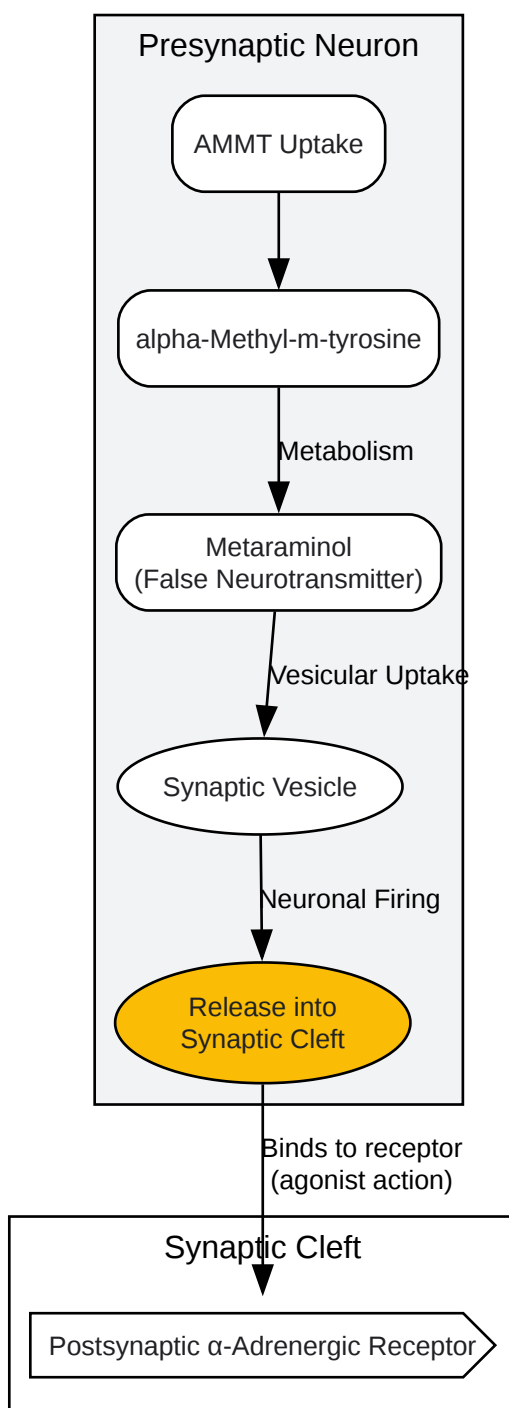 Presynaptic Neuron
AMMT Uptake
alpha-Methyl-m-tyrosine
Metabolism
Metaraminol
(False Neurotransmitter)
Vesicular Uptake
Synaptic Vesicle
Neuronal Firing
Release into
Synaptic Cleft
Binds to receptor
(agonist action)
Synaptic Cleft
Postsynaptic α-Adrenergic Receptor